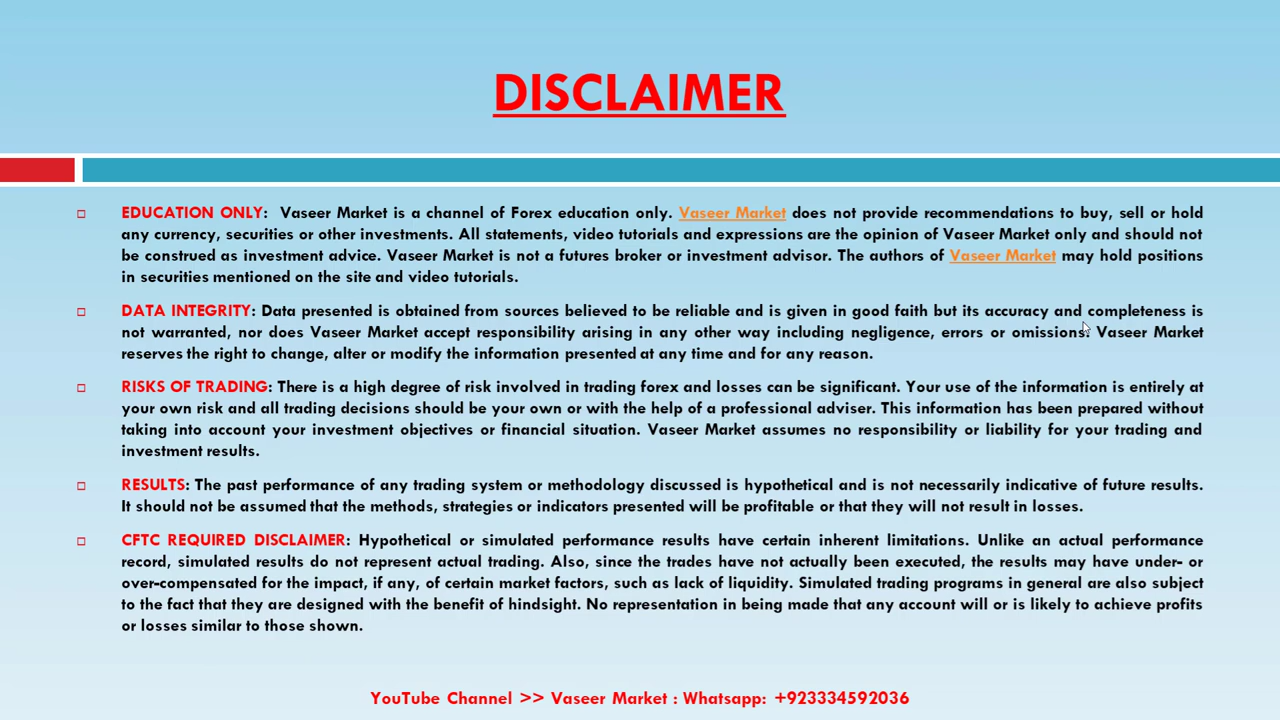 DISCLAIMER
EDUCATION ONLY: Vaseer Market is a channel of Forex education only. Vaseer Market does not provide recommendations to buy, sell or hold
any currency, securities or other investments. All statements, video tutorials and expressions are the opinion of Vaseer Market only and should not
be construed as investment advice. Vaseer Market is not a futures broker or investment advisor. The authors of Vaseer Market may hold positions
in securities mentioned on the site and video tutorials.
DATA INTEGRITY: Data presented is obtained from sources believed to be reliable and is given in good faith but its accuracy and completeness is
not warranted, nor does Vaseer Market accept responsibility arising in any other way including negligence, errors or omissions. Vaseer Market
reserves the right to change, alter or modify the information presented at any time and for any reason.
RISKS OF TRADING: There is a high degree of risk involved in trading forex and losses can be significant. Your use of the information is entirely at
your own risk and all trading decisions should be your own or with the help of a professional adviser. This information has been prepared without
taking into account your investment objectives or financial situation. Vaseer Market assumes no responsibility or liability for your trading and
investment results.
RESULTS: The past performance of any trading system or methodology discussed is hypothetical and is not necessarily indicative of future results.
It should not be assumed that the methods, strategies or indicators presented will be profitable or that they will not result in losses.
CFTC REQUIRED DISCLAIMER: Hypothetical or simulated performance results have certain inherent limitations. Unlike an actual performance
record, simulated results do not represent actual trading. Also, since the trades have not actually been executed, the results may have under- or
over-compensated for the impact, if any, of certain market factors, such as lack of liquidity. Simulated trading programs in general are also subject
to the fact that they are designed with the benefit of hindsight. No representation in being made that any account will or is likely to achieve profits
or losses similar to those shown.
YouTube Channel >> Vaseer Market : Whatsapp: +923334592036